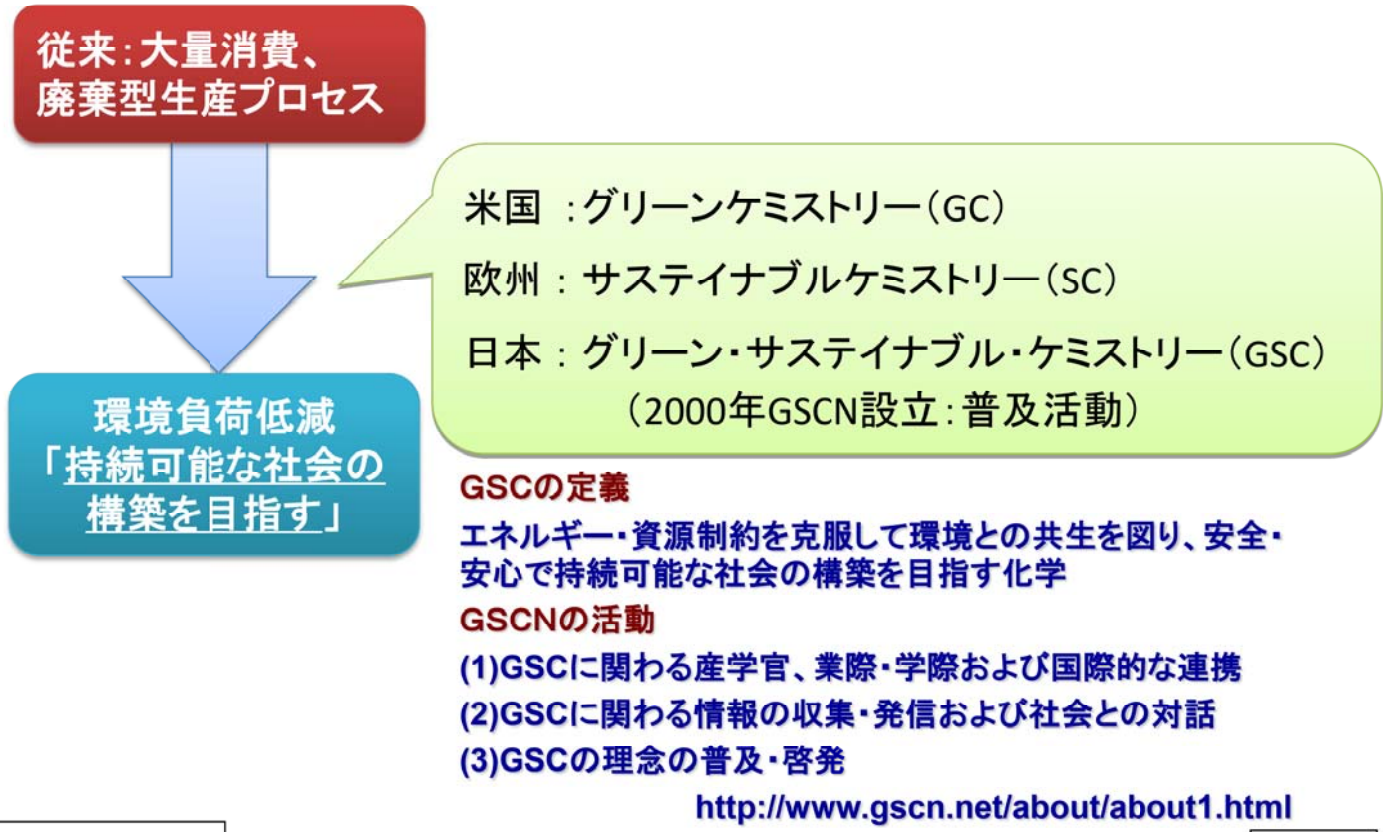 従来：大量消費、
廃棄型生産プロセス
米国 ：グリーンケミストリー（GC）
欧州 ： サステイナブルケミストリー（SC）
日本 ： グリーン・サステイナブル・ケミストリー（GSC）
（2000年GSCN設立：普及活動）
環境負荷低減
「持続可能な社会の
構築を目指す」
GSCの定義
エネルギー・資源制約を克服して環境との共生を図り、安全・
安心で持続可能な社会の構築を目指す化学
GSCNの活動
(1)GSCに関わる産学官、業際・学際および国際的な連携
(2)GSCに関わる情報の収集・発信および社会との対話
(3)GSCの理念の普及・啓発
http://www.gscn.net/about/about1.html